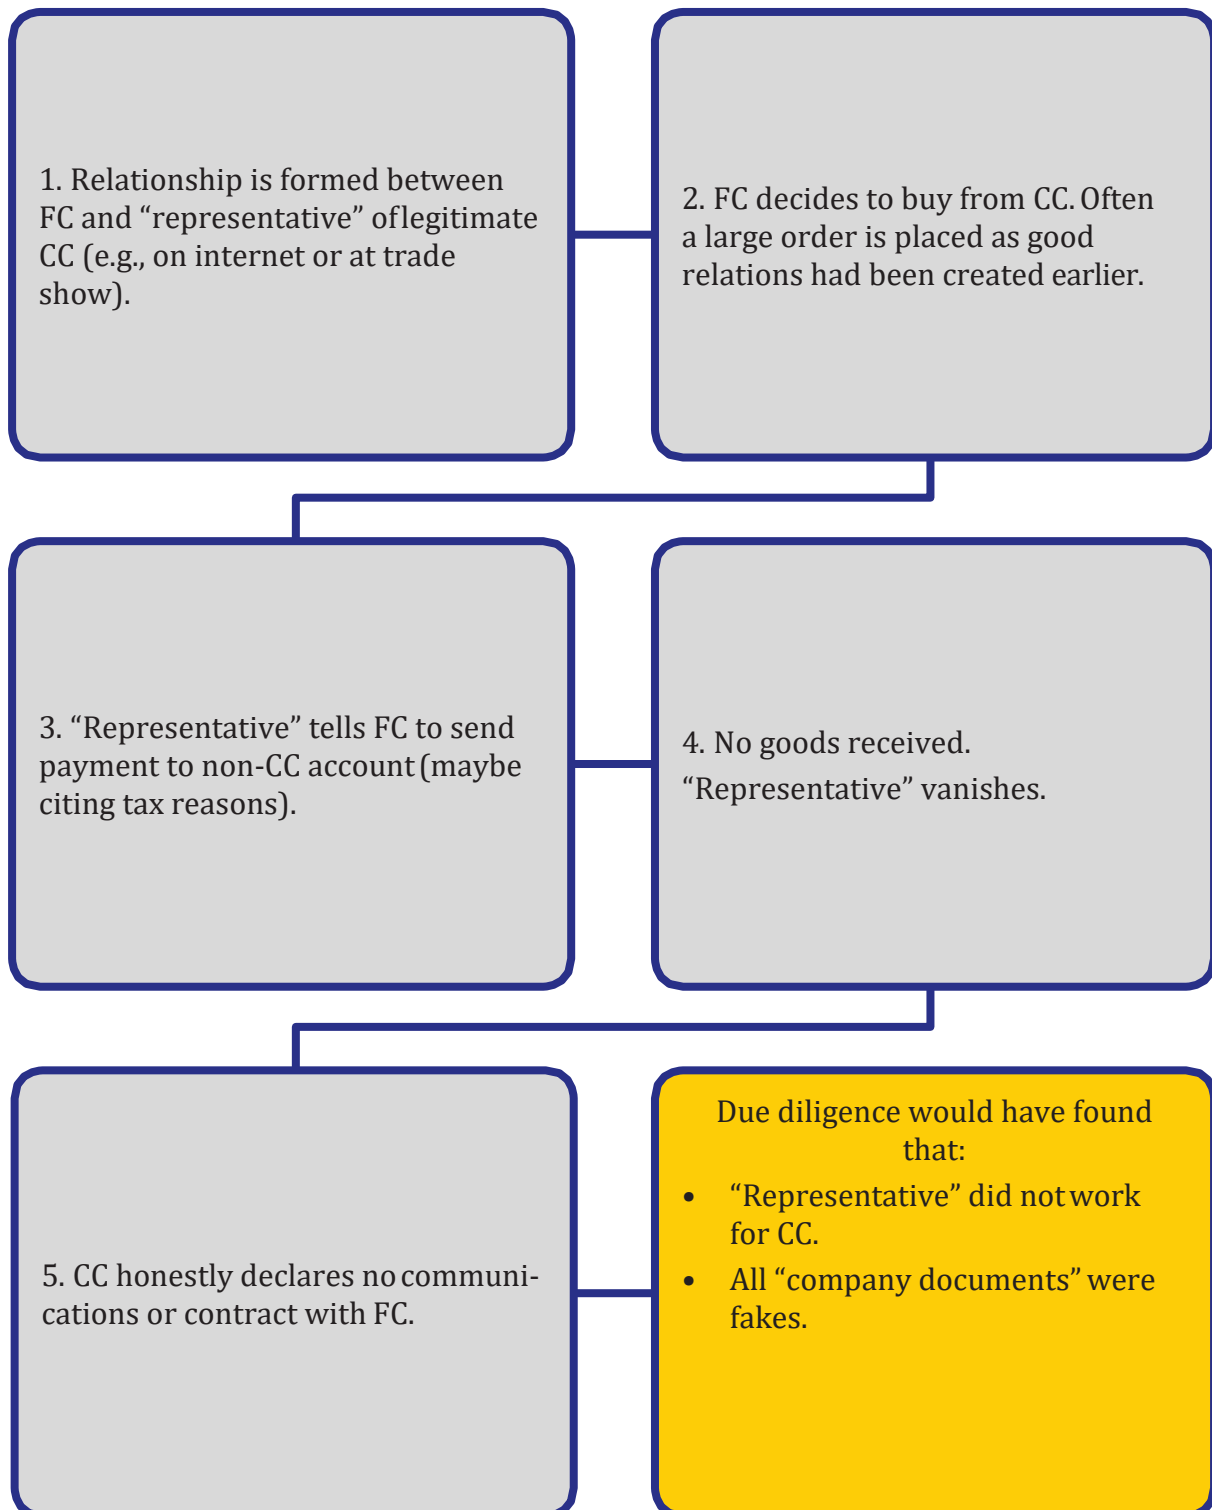 1. Relationship is formed between
FC and “representative” oflegitimate
CC (e.g., on internet or at trade
show).
2. FC decides to buy from CC. Often
a large order is placed as good
relations had been created earlier.
3. “Representative” tells FC to send
payment to non-CC account (maybe
citing tax reasons).
4. No goods received.
“Representative” vanishes.
5. CC honestly declares no communi-
cations or contract with FC.
Due diligence would have found
that:
• “Representative” did not work
for CC.
• All “company documents” were
fakes.